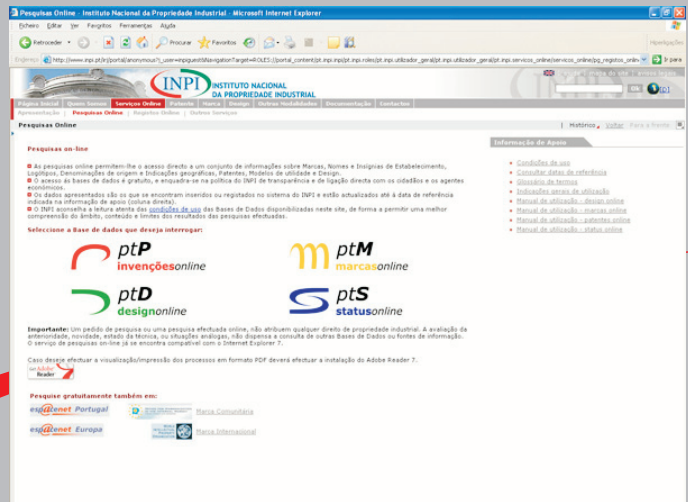 Pesquisas Online - Instituto Nacional da Propriedade Industrial - Microsoft Internet Explorer
Ficheiro Editar Ver Favoritos Ferramentas Ajuda
Retroceder Procurar Favoritos
Endereço Ir para
INPI INSTITUTO NACIONAL
DA PROPRIEDADE INDUSTRIAL
Página Inicial Quem Somos Serviços Online Patente Marca Design Outras Modalidades Documentação Contactos
Apresentação | Pesquisas Online | Registos Online | Outros Serviços
Pesquisas Online | Histórico Voltar Para a frente
Pesquisas on-line
As pesquisas online permitem-lhe o acesso directo a um conjunto de informações sobre Marcas, Nomes e Insígnias de Estabelecimento,
Logótipos, Denominações de origem e Indicações geográficas, Patentes, Modelos de utilidade e Design.
O acesso às bases de dados é gratuito, e enquadra-se na política do INPI de transparência e de ligação directa com os cidadãos e os agentes
económicos.
Os dados apresentados são os que se encontram inseridos ou registados no sistema do INPI e estão actualizados até à data de referência
indicada na informação de apoio (coluna direita).
O INPI aconselha a leitura atenta das condições de uso das Bases de Dados disponibilizadas neste site, de forma a permitir uma melhor
compreensão do âmbito, conteúdo e limites dos resultados das pesquisas efectuadas.
Seleccione a Base de dados que deseja interrogar:
ptP
invençõesonline
ptM
marcasonline
ptD
designonline
ptS
statusonline
Importante: Um pedido de pesquisa ou uma pesquisa efectuada online, não atribuem qualquer direito de propriedade industrial. A avaliação da
anterioridade, novidade, estado da técnica, ou situações análogas, não dispensa a consulta de outras Bases de Dados ou fontes de informação.
O serviço de pesquisas on-line já se encontra compatível com o Internet Explorer 7.
Caso deseje efectuar a visualização/impressão dos processos em formato PDF deverá efectuar a instalação do Adobe Reader 7.
Get Adobe
Reader
Pesquise gratuitamente também em:
esp@cenet Portugal
Marca Comunitária
esp@cenet Europa
Marca Internacional
Informação de Apoio
Condições de uso
Consultar datas de referência
Glossário de termos
Indicações gerais de utilização
Manual de utilização - design online
Manual de utilização - marcas online
Manual de utilização - patentes online
Manual de utilização - status online